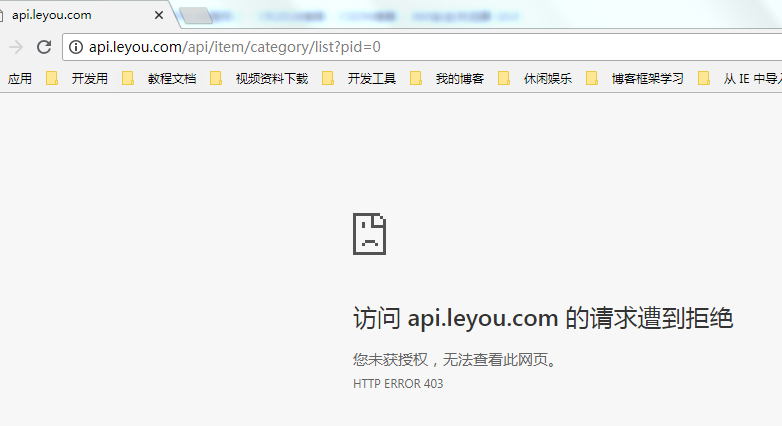 api.leyou.com
api.leyou.com/api/item/category/list?pid=0
应用 开发用 教程文档 视频资料下载 开发工具 我的博客 休闲娱乐 博客框架学习 从 IE 中导入
访问 api.leyou.com 的请求遭到拒绝
您未获授权，无法查看此网页。
HTTP ERROR 403